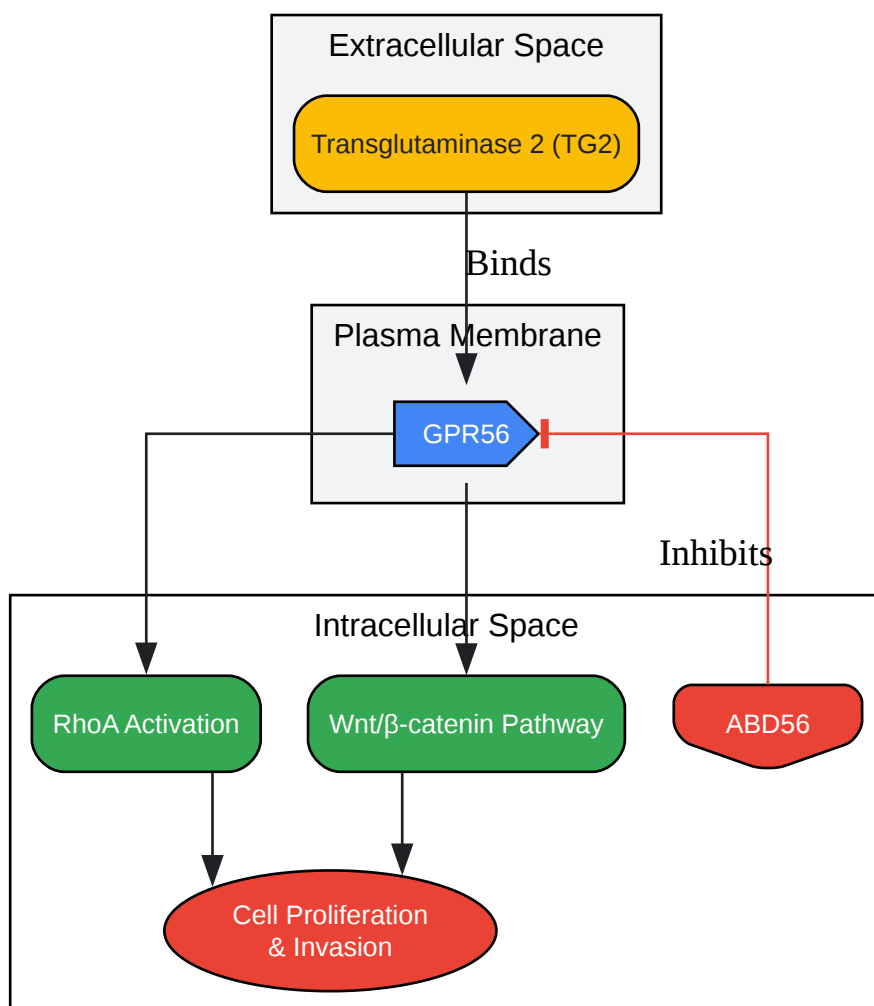 Extracellular Space
Transglutaminase 2 (TG2)
Binds
Plasma Membrane
GPR56
Inhibits
Intracellular Space
RhoA Activation
Wnt/β-catenin Pathway
ABD56
Cell Proliferation
& Invasion